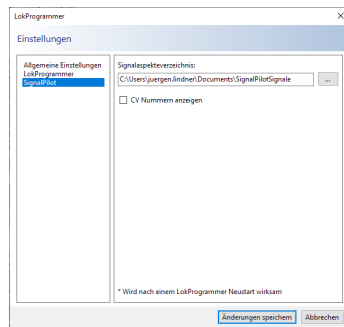 LokProgrammer
Einstellungen
Allgemeine Einstellungen
LokProgrammer
SignalPilot
Signalaspekteverzeichnis:
C:\Users\juergen.lindner\Documents\SignalPilotSignale
...
CV Nummern anzeigen
* Wird nach einem LokProgrammer Neustart wirksam
Änderungen speichern
Abbrechen